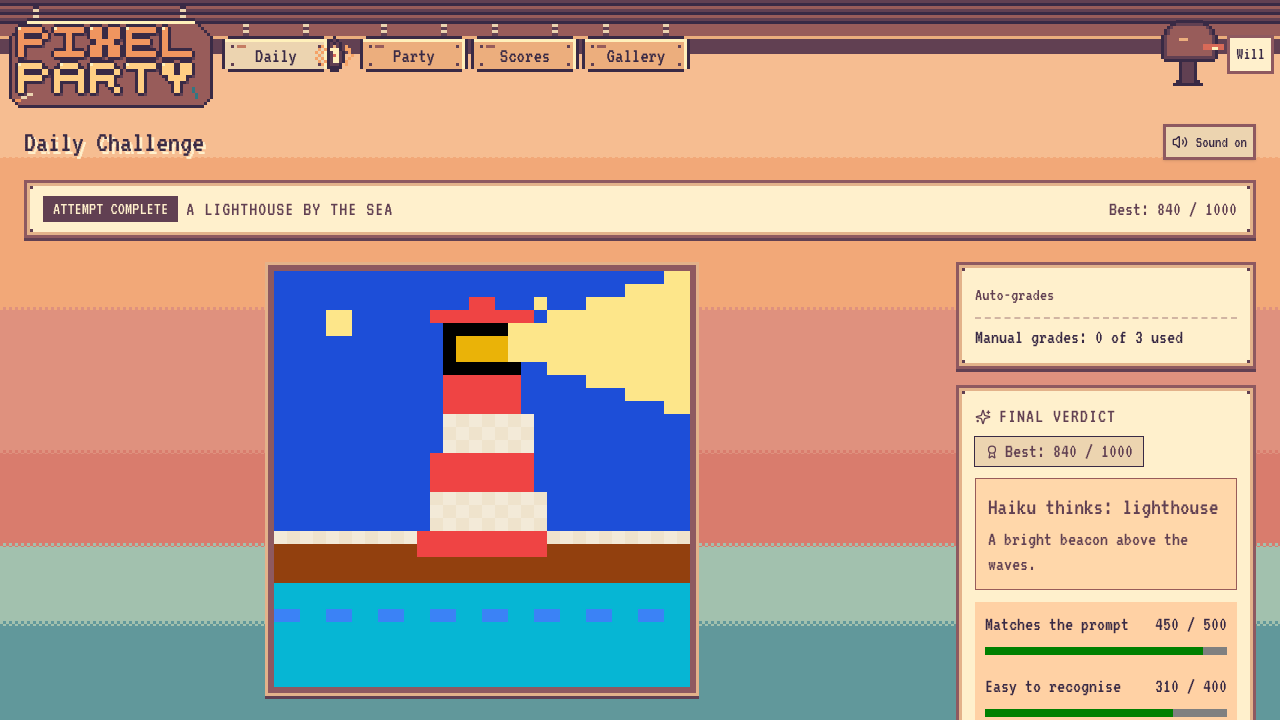 PIXEL
PARTY
Daily
Party
Scores
Gallery
Will
Daily Challenge
Sound on
ATTEMPT COMPLETE
A LIGHTHOUSE BY THE SEA
Best: 840 / 1000
Auto-grades
Manual grades: 0 of 3 used
FINAL VERDICT
Best: 840 / 1000
Haiku thinks: lighthouse
A bright beacon above the
waves.
Matches the prompt 450 / 500
Easy to recognise 310 / 400